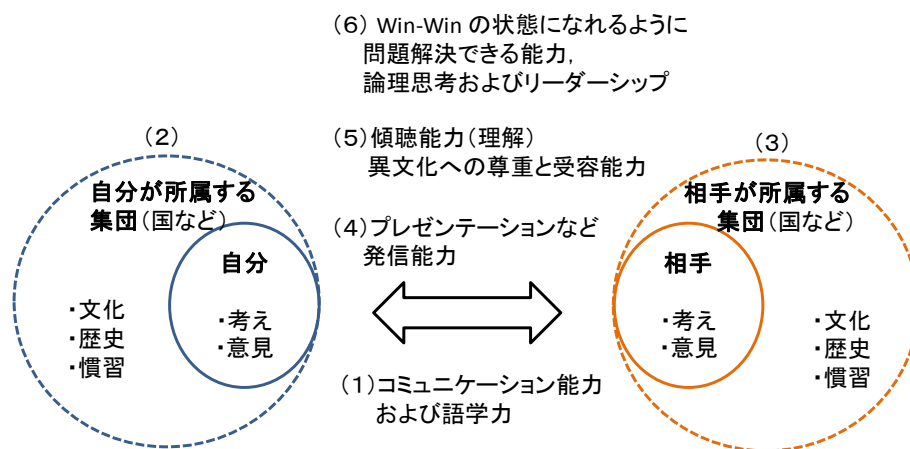 （６） Win-Win の状態になれるように
問題解決できる能力，
論理思考およびリーダーシップ
（２）
自分が所属する
集団（国など）
自分
・考え
・意見
・文化
・歴史
・慣習
（５）傾聴能力（理解）
異文化への尊重と受容能力
（４）プレゼンテーションなど
発信能力
（１）コミュニケーション能力
および語学力
（３）
相手が所属する
集団（国など）
相手
・考え
・意見
・文化
・歴史
・慣習